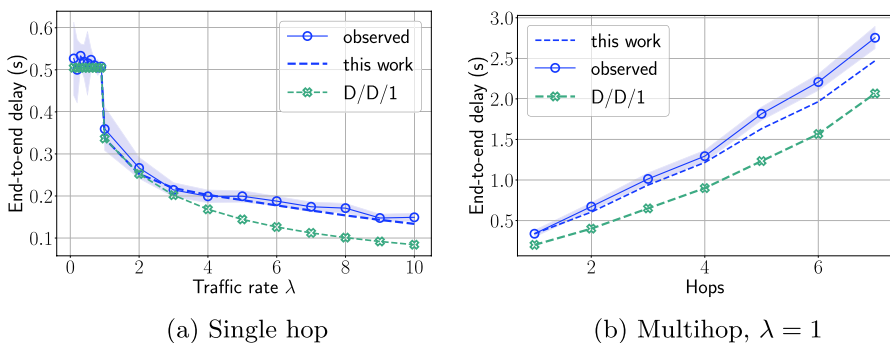 End-to-end delay (s)
0.6
0.5
0.4
0.3
0.2
0.1
observed
this work
D/D/1
0 2 4 6 8 10
Traffic rate λ
(a) Single hop
End-to-end delay (s)
3.0
2.5
2.0
1.5
1.0
0.5
this work
observed
D/D/1
2 4 6
Hops
(b) Multihop, λ = 1